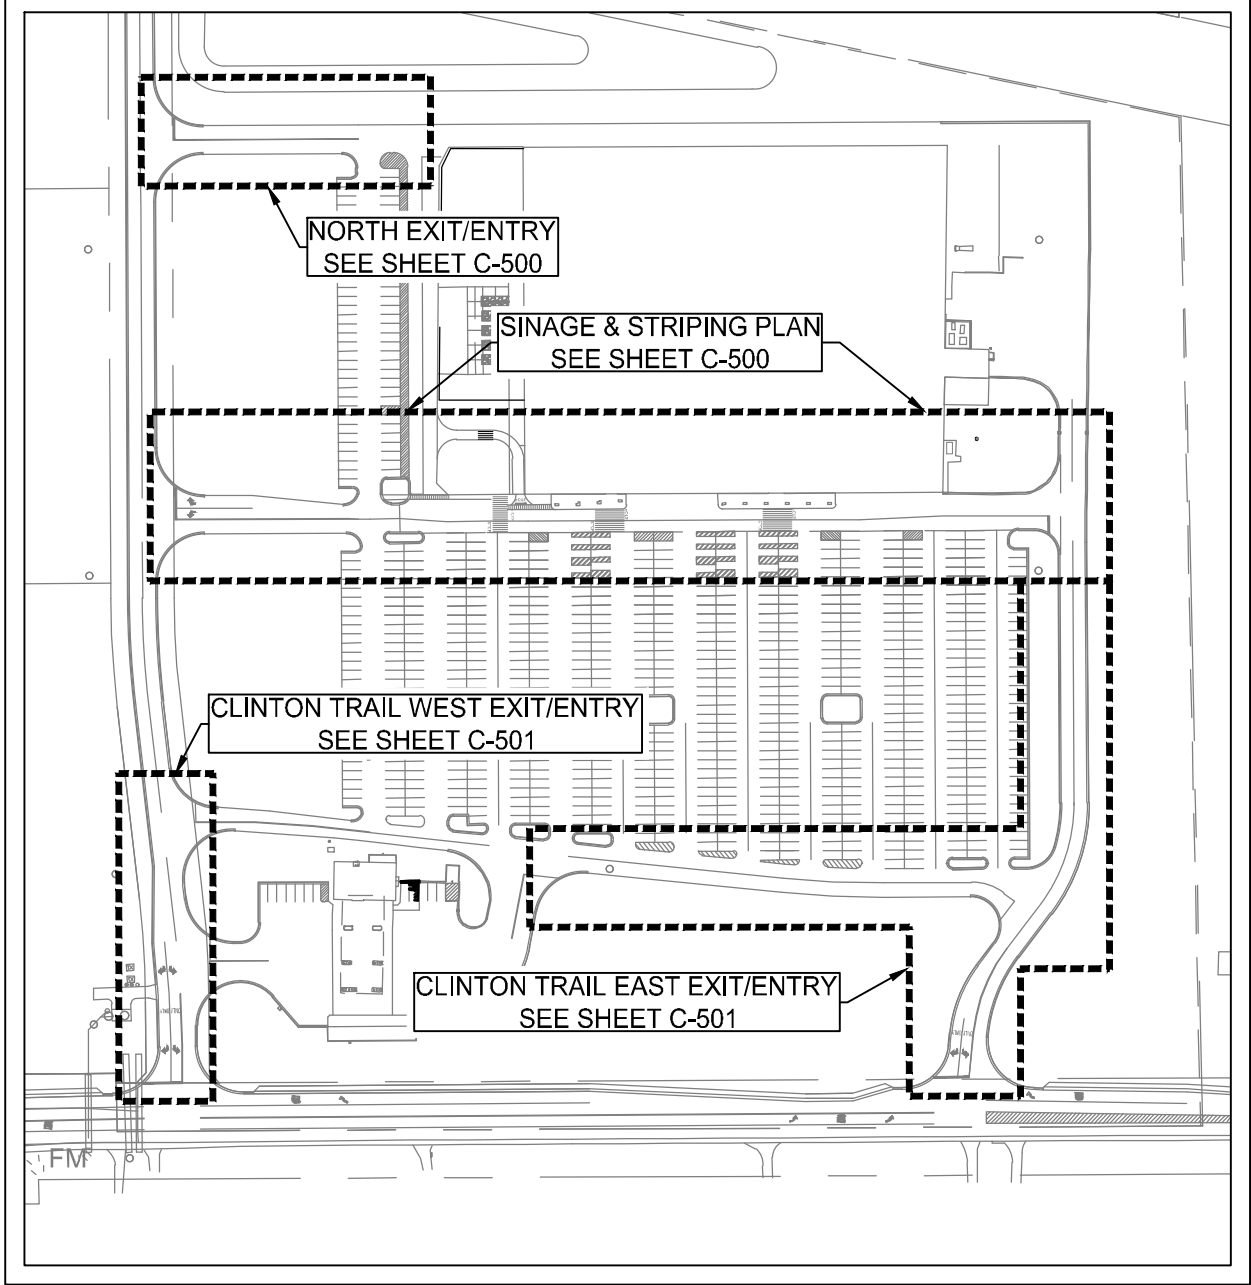 NORTH EXIT/ENTRY
SEE SHEET C-500
SINAGE & STRIPING PLAN
SEE SHEET C-500
CLINTON TRAIL WEST EXIT/ENTRY
SEE SHEET C-501
CLINTON TRAIL EAST EXIT/ENTRY
SEE SHEET C-501
FM